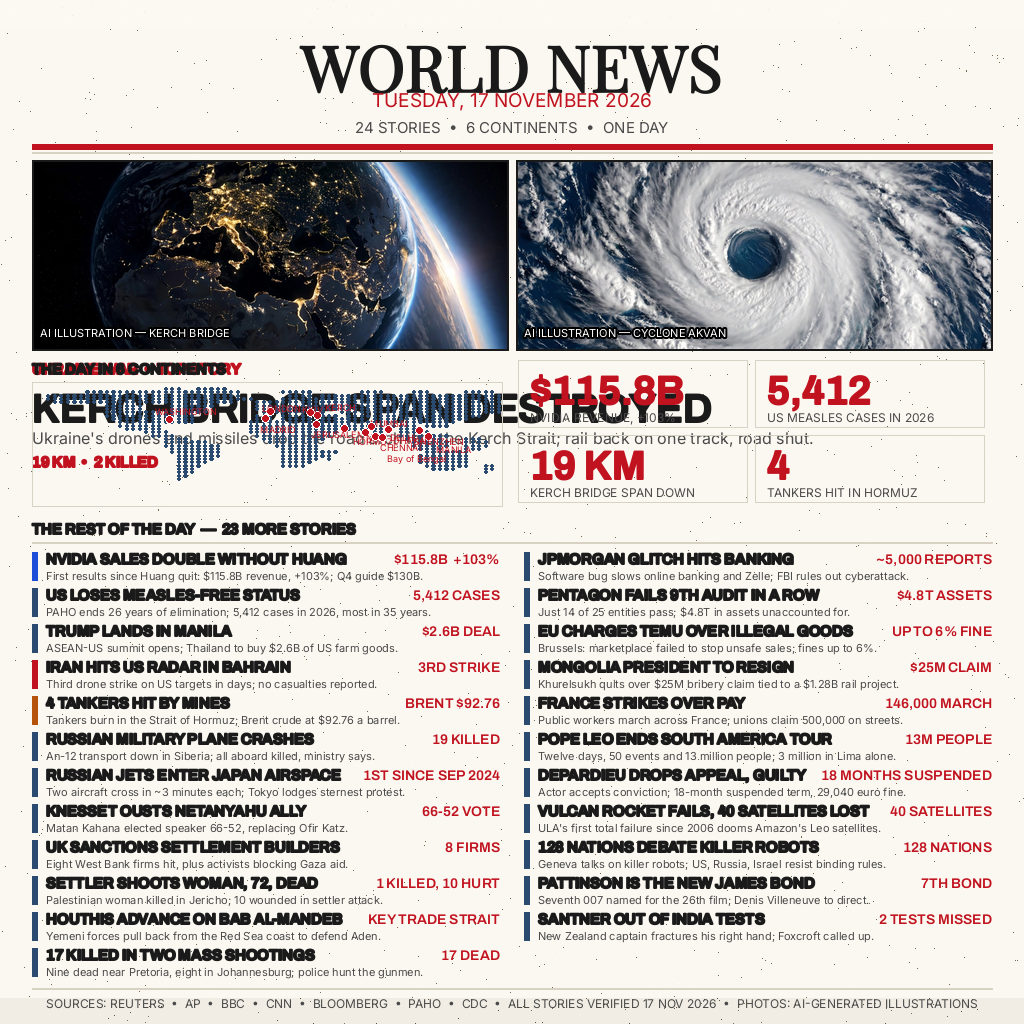 WORLD NEWS
TUESDAY, 17 NOVEMBER 2026
24 STORIES • 6 CONTINENTS • ONE DAY
AI ILLUSTRATION — KERCH BRIDGE
AI ILLUSTRATION — CYCLONE AKVAN
THE DAY IN 6 CONTINENTS
KERCH BRIDGE SPAN DESTROYED
Ukraine's drones and missiles drop the road Kerch Strait; rail back on one track, road shut.
19 KM • 2 KILLED
CHENNAI
MANILA
Bay of
$115.8B
NVIDIA REVENUE, +103%
5,412
US MEASLES CASES IN 2026
19 KM
KERCH BRIDGE SPAN DOWN
4
TANKERS HIT IN HORMUZ
THE REST OF THE DAY — 23 MORE STORIES
NVIDIA SALES DOUBLE WITHOUT HUANG $115.8B +103%
First results since Huang quit: $115.8B revenue, +103%; Q4 guide $130B.
US LOSES MEASLES-FREE STATUS 5,412 CASES
PAHO ends 26 years of elimination; 5,412 cases in 2026, most in 35 years.
TRUMP LANDS IN MANILA $2.6B DEAL
ASEAN-US summit opens; Thailand to buy $2.6B of US farm goods.
IRAN HITS US RADAR IN BAHRAIN 3RD STRIKE
Third drone strike on US targets in days; no casualties reported.
4 TANKERS HIT BY MINES BRENT $92.76
Tankers burn in the Strait of Hormuz; Brent crude at $92.76 a barrel.
RUSSIAN MILITARY PLANE CRASHES 19 KILLED
An-12 transport down in Siberia; all aboard killed, ministry says.
RUSSIAN JETS ENTER JAPAN AIRSPACE 1ST SINCE SEP 2024
Two aircraft cross in ~3 minutes each; Tokyo lodges sternest protest.
KNESSET OUSTS NETANYAHU ALLY 66-52 VOTE
Matan Kahana elected speaker 66-52, replacing Ofir Katz.
UK SANCTIONS SETTLEMENT BUILDERS 8 FIRMS
Eight West Bank firms hit, plus activists blocking Gaza aid.
SETTLER SHOOTS WOMAN, 72, DEAD 1 KILLED, 10 HURT
Palestinian woman killed in Jericho; 10 wounded in settler attack.
HOUTHIS ADVANCE ON BAB AL-MANDEB KEY TRADE STRAIT
Yemeni forces pull back from the Red Sea coast to defend Aden.
17 KILLED IN TWO MASS SHOOTINGS 17 DEAD
Nine dead near Pretoria, eight in Johannesburg; police hunt the gunmen.
JPMORGAN GLITCH HITS BANKING ~5,000 REPORTS
Software bug slows online banking and Zelle; FBI rules out cyberattack.
PENTAGON FAILS 9TH AUDIT IN A ROW $4.8T ASSETS
Just 14 of 25 entities pass; $4.8T in assets unaccounted for.
EU CHARGES TEMU OVER ILLEGAL GOODS UP TO 6% FINE
Brussels: marketplace failed to stop unsafe sales; fines up to 6%.
MONGOLIA PRESIDENT TO RESIGN $25M CLAIM
Khurelsukh quits over $25M bribery claim tied to a $1.28B rail project.
FRANCE STRIKES OVER PAY 146,000 MARCH
Public workers march across France; unions claim 500,000 on streets.
POPE LEO ENDS SOUTH AMERICA TOUR 13M PEOPLE
Twelve days, 50 events and 13 million people; 3 million in Lima alone.
DEPARDIEU DROPS APPEAL, GUILTY 18 MONTHS SUSPENDED
Actor accepts conviction; 18-month suspended term, 29,040 euro fine.
VULCAN ROCKET FAILS, 40 SATELLITES LOST 40 SATELLITES
ULA's first total failure since 2006 dooms Amazon's Leo satellites.
128 NATIONS DEBATE KILLER ROBOTS 128 NATIONS
Geneva talks on killer robots; US, Russia, Israel resist binding rules.
PATTINSON IS THE NEW JAMES BOND 7TH BOND
Seventh 007 named for the 26th film; Denis Villeneuve to direct.
SANTNER OUT OF INDIA TESTS 2 TESTS MISSED
New Zealand captain fractures his right hand; Foxcroft called up.
SOURCES: REUTERS • AP • BBC • CNN • BLOOMBERG • PAHO • CDC • ALL STORIES VERIFIED 17 NOV 2026 • PHOTOS: AI-GENERATED ILLUSTRATIONS